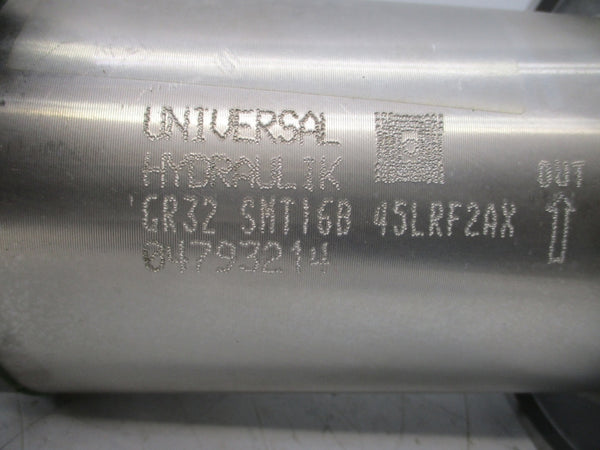 UNIVERSAL
HYDRAULIK
GR32 SMT16B 45LRF2AX
04793214
OUT